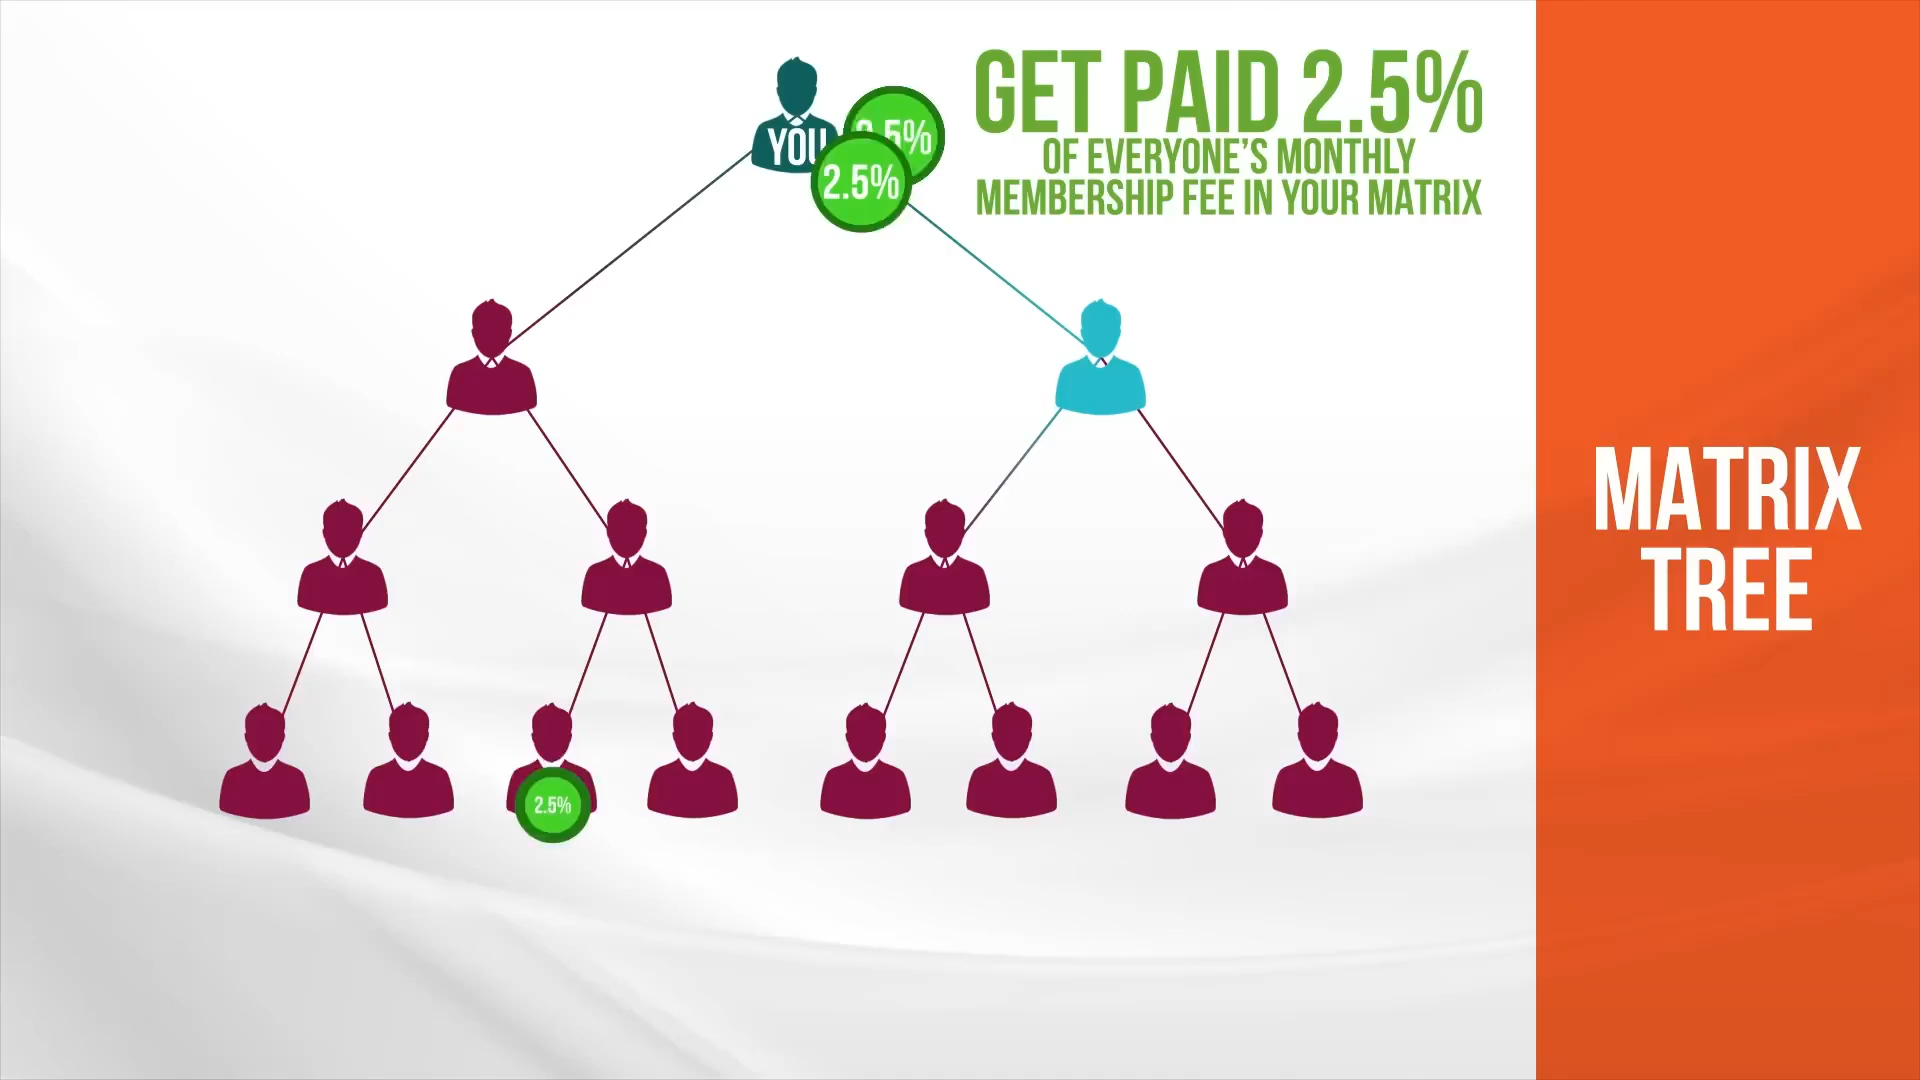 GET PAID 2.5%
OF EVERYONE'S MONTHLY
MEMBERSHIP FEE IN YOUR MATRIX
YOU
.5%
2.5%
2.5%
MATRIX
TREE